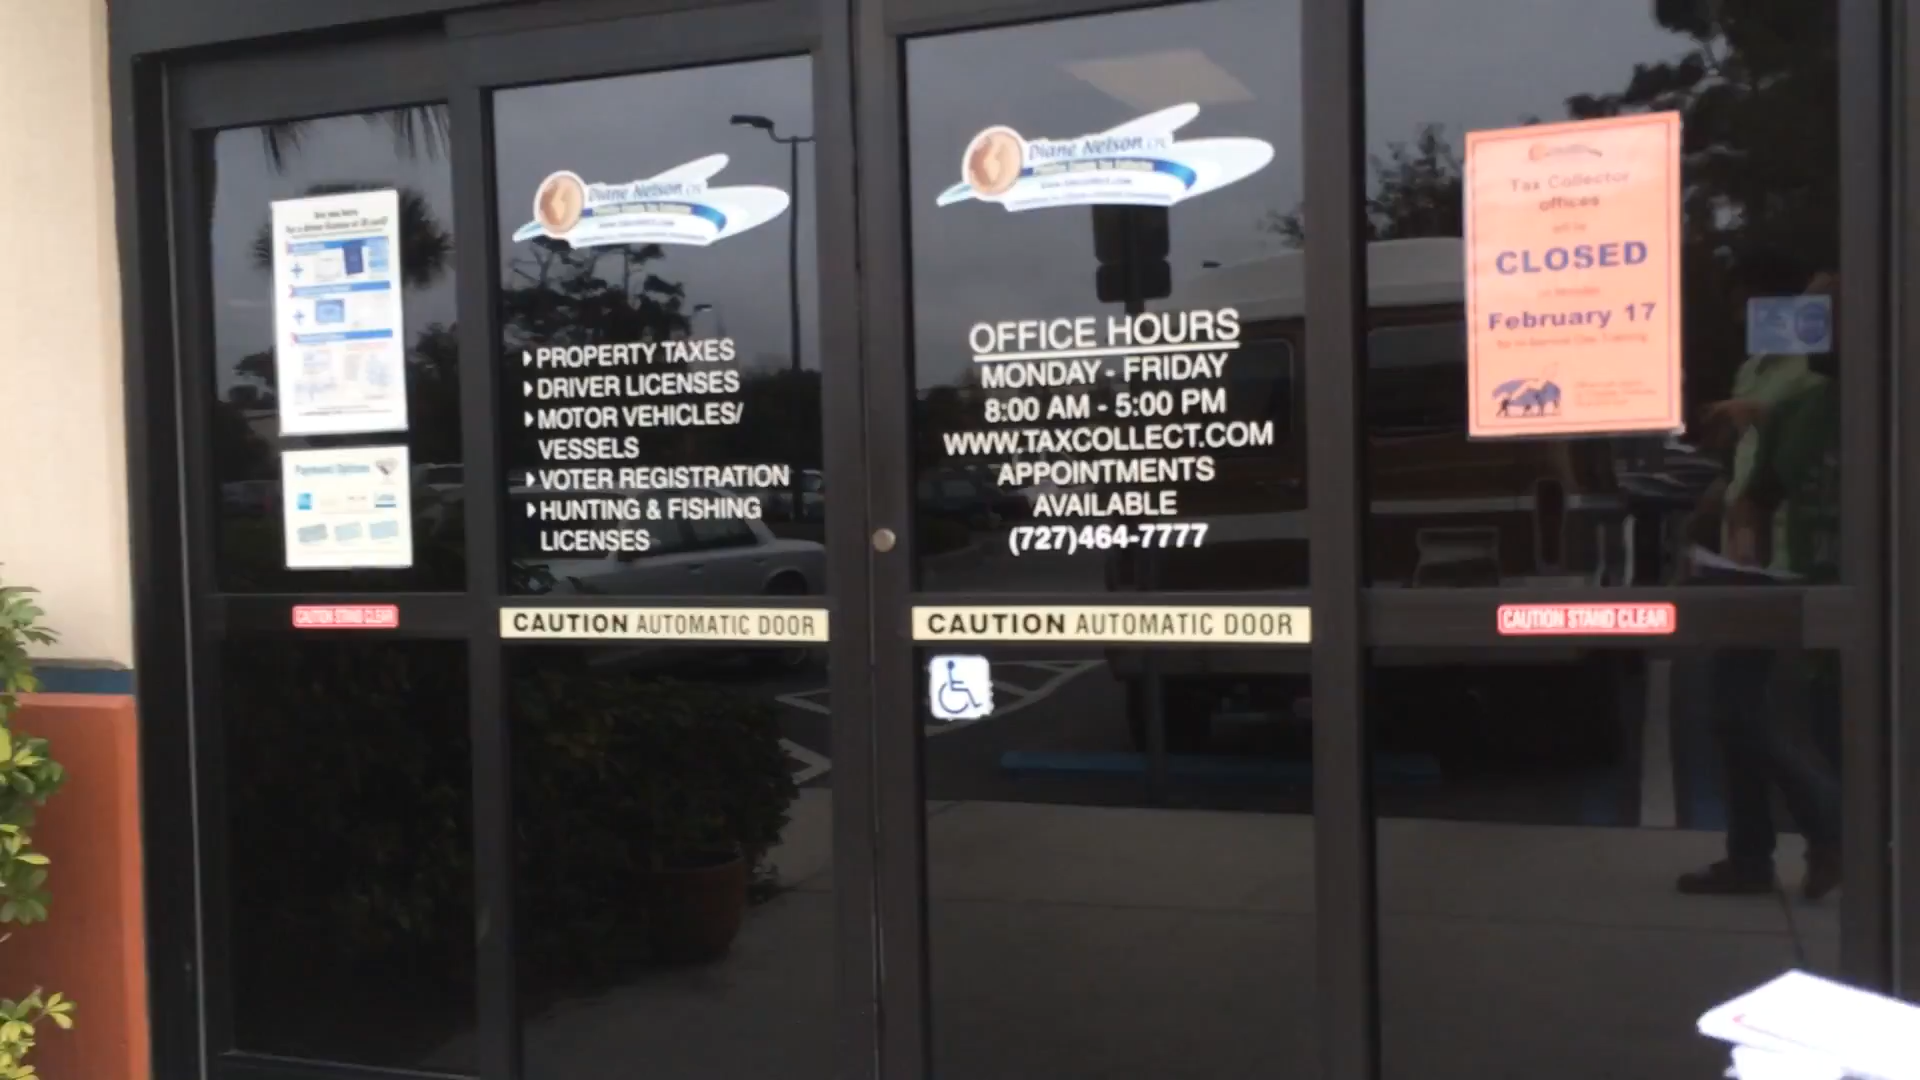 Diane Nelson
PROPERTY TAXES
DRIVER LICENSES
MOTOR VEHICLES/
VESSELS
VOTER REGISTRATION
HUNTING & FISHING
LICENSES
Diane Nelson
OFFICE HOURS
MONDAY - FRIDAY
8:00 AM - 5:00 PM
WWW.TAXCOLLECT.COM
APPOINTMENTS
AVAILABLE
(727)464-7777
Tax Collector
offices
CLOSED
February 17
Payment Options
CAUTION STAND CLEAR
CAUTION AUTOMATIC DOOR
CAUTION AUTOMATIC DOOR
CAUTION STAND CLEAR